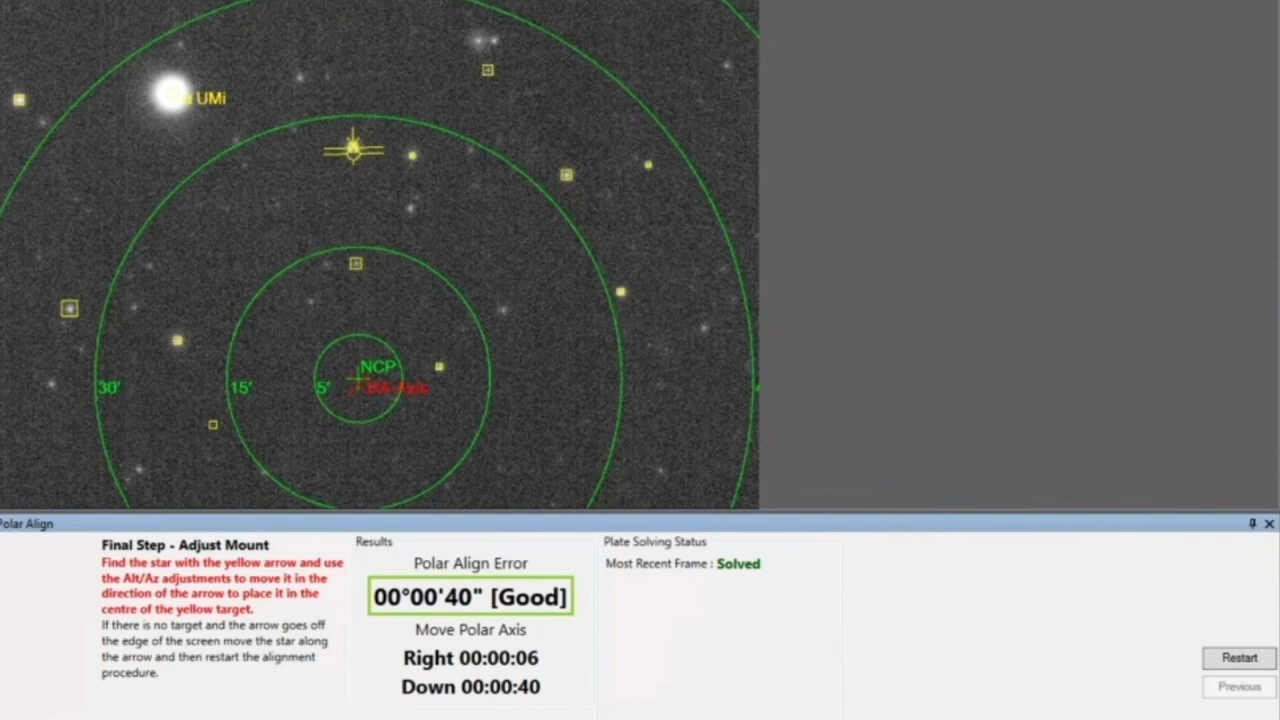 α UMi
NCP
RA Axis
30'
15'
5'
Polar Align
Final Step - Adjust Mount
Find the star with the yellow arrow and use
the Alt/Az adjustments to move it in the
direction of the arrow to place it in the
centre of the yellow target.
If there is no target and the arrow goes off
the edge of the screen move the star along
the arrow and then restart the alignment
procedure.
Results
Polar Align Error
00°00'40" [Good]
Move Polar Axis
Right 00:00:06
Down 00:00:40
Plate Solving Status
Most Recent Frame : Solved
Restart
Previous